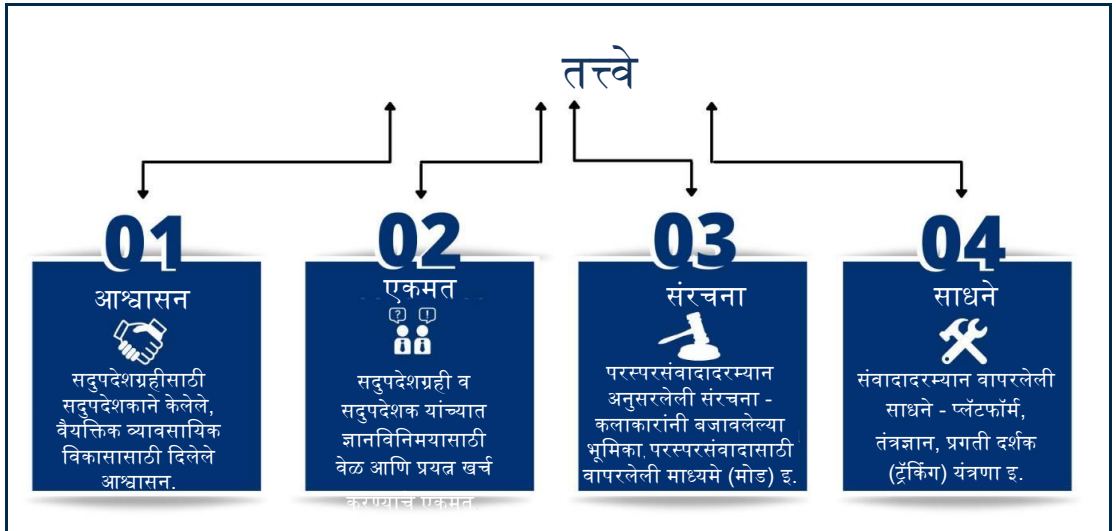 तत्त्वे
01
आश्वासन
सदुपदेशग्रहीसाठी
सदुपदेशकाने केलेले,
वैयक्तिक व्यावसायिक
विकासासाठी दिलेले
आश्वासन.
02
एकमत
सदुपदेशग्रही व
सदुपदेशक यांच्यात
ज्ञानविनिमयासाठी
वेळ आणि प्रयत्न खर्च
करण्याचे एकमत.
03
संरचना
परस्परसंवादादरम्यान
अनुसरलेली संरचना -
कलाकारांनी बजावलेल्या
भूमिका, परस्परसंवादासाठी
वापरलेली माध्यमे (मोड) इ.
04
साधने
संवादादरम्यान वापरलेली
साधने - प्लॅटफॉर्म,
तंत्रज्ञान, प्रगती दर्शक
(ट्रॅकिंग) यंत्रणा इ.